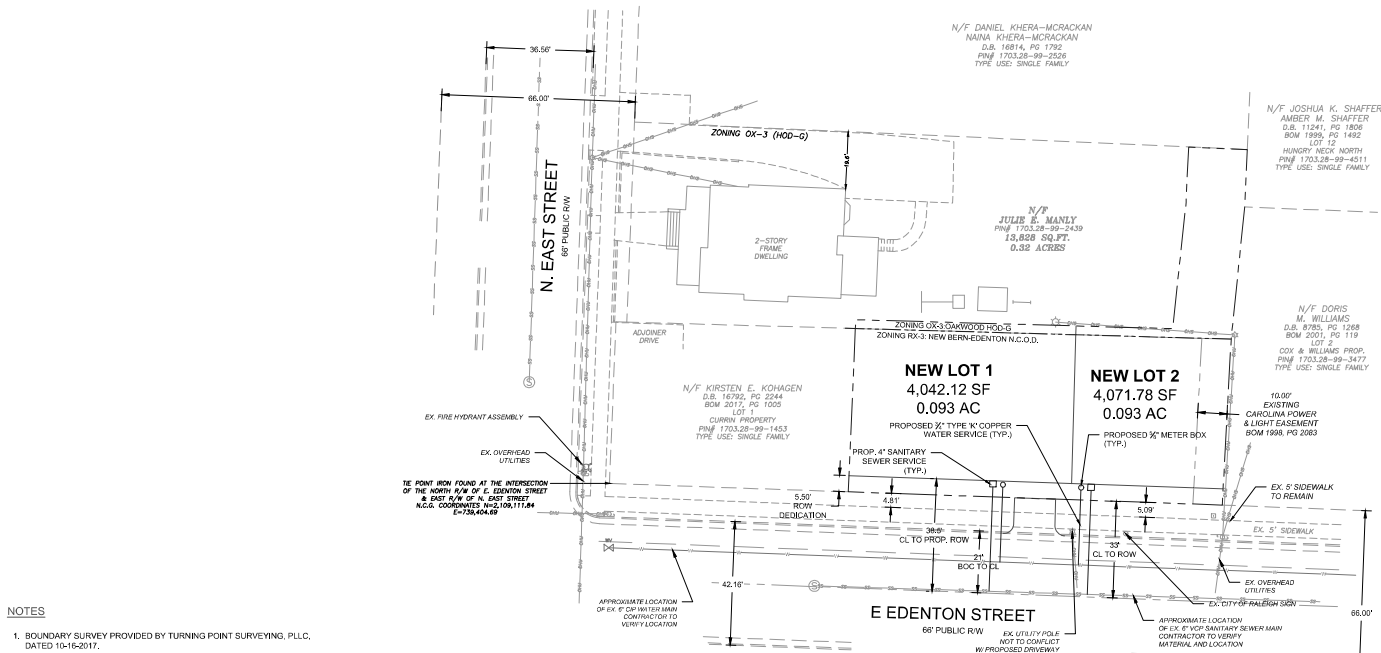 N/F DANIEL KHERA-MCRACKAN
NAINA KHERA-MCRACKAN
D.B. 16814, PG 1792
PIN# 1703.28-99-2526
TYPE USE: SINGLE FAMILY
36.56'
66.00'
ZONING OX-3 (HOD-G)
19.6'
N/F JOSHUA K. SHAFFER
AMBER M. SHAFFER
D.B. 11241, PG 1806
BOM 1999, PG 1492
LOT 12
HUNGRY NECK NORTH
PIN# 1703.28-99-4511
TYPE USE: SINGLE FAMILY
N. EAST STREET
66' PUBLIC R/W
2-STORY
FRAME
DWELLING
N/F
JULIE E. MANLY
PIN# 1703.28-99-2439
13,828 SQ.FT.
0.32 ACRES
ADJOINER
DRIVE
ZONING OX-3:OAKWOOD HOD-G
ZONING RX-3: NEW BERN-EDENTON N.C.O.D.
N/F DORIS
M. WILLIAMS
D.B. 8785, PG 1268
BOM 2001, PG 119
LOT 2
COX & WILLIAMS PROP.
PIN# 1703.28-99-3477
TYPE USE: SINGLE FAMILY
N/F KIRSTEN E. KOHAGEN
D.B. 16792, PG 2244
BOM 2017, PG 1005
LOT 1
CURRIN PROPERTY
PIN# 1703.28-99-1453
TYPE USE: SINGLE FAMILY
NEW LOT 1
4,042.12 SF
0.093 AC
NEW LOT 2
4,071.78 SF
0.093 AC
10.00'
EXISTING
CAROLINA POWER
& LIGHT EASEMENT
BOM 1998, PG 2083
PROPOSED ¾" TYPE 'K' COPPER
WATER SERVICE (TYP.)
PROPOSED ⅝" METER BOX
(TYP.)
PROP. 4" SANITARY
SEWER SERVICE
(TYP.)
EX. FIRE HYDRANT ASSEMBLY
EX. OVERHEAD
UTILITIES
TIE POINT IRON FOUND AT THE INTERSECTION
OF THE NORTH R/W OF E. EDENTON STREET
& EAST R/W OF N. EAST STREET
N.C.G. COORDINATES N=2,109,111.84
E=739,404.69
5.50'
ROW
DEDICATION
4.81'
5.09'
EX. 5' SIDEWALK
TO REMAIN
EX. 5' SIDEWALK
38.5'
CL TO PROP. ROW
33'
CL TO ROW
21'
BOC TO CL
WV
42.16'
66.00'
APPROXIMATE LOCATION
OF EX. 6" CIP WATER MAIN
CONTRACTOR TO
VERIFY LOCATION
E EDENTON STREET
66' PUBLIC R/W
EX. UTILITY POLE
NOT TO CONFLICT
W/ PROPOSED DRIVEWAY
EX. OVERHEAD
UTILITIES
EX. CITY OF RALEIGH SIGN
APPROXIMATE LOCATION
OF EX. 6" VCP SANITARY SEWER MAIN
CONTRACTOR TO VERIFY
MATERIAL AND LOCATION
NOTES
1. BOUNDARY SURVEY PROVIDED BY TURNING POINT SURVEYING, PLLC,
DATED 10-16-2017.